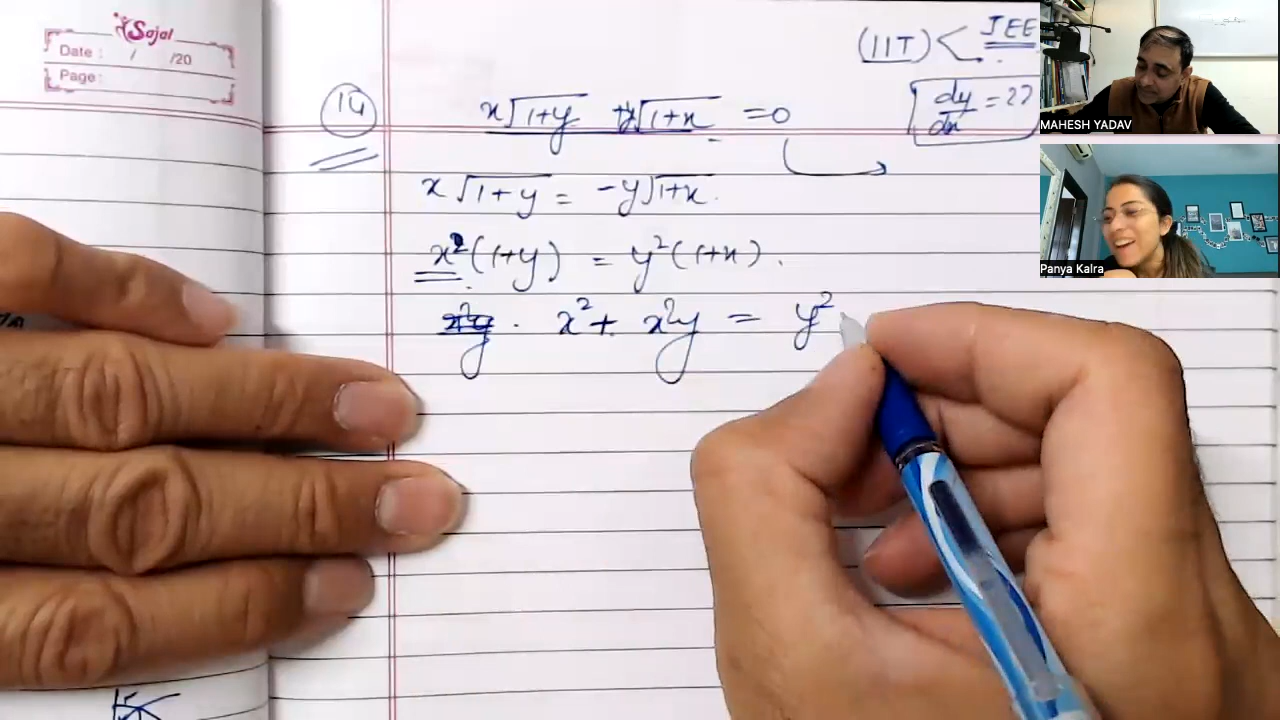 Sajal
Date : / /20
Page:
(IIT) < JEE
14
x√1+y + y√1+x = 0
dy/dx = ??
MAHESH YADAV
x√1+y = -y√1+x.
x²(1+y) = y²(1+x).
Panya Kalra
x²y . x² + x²y = y²